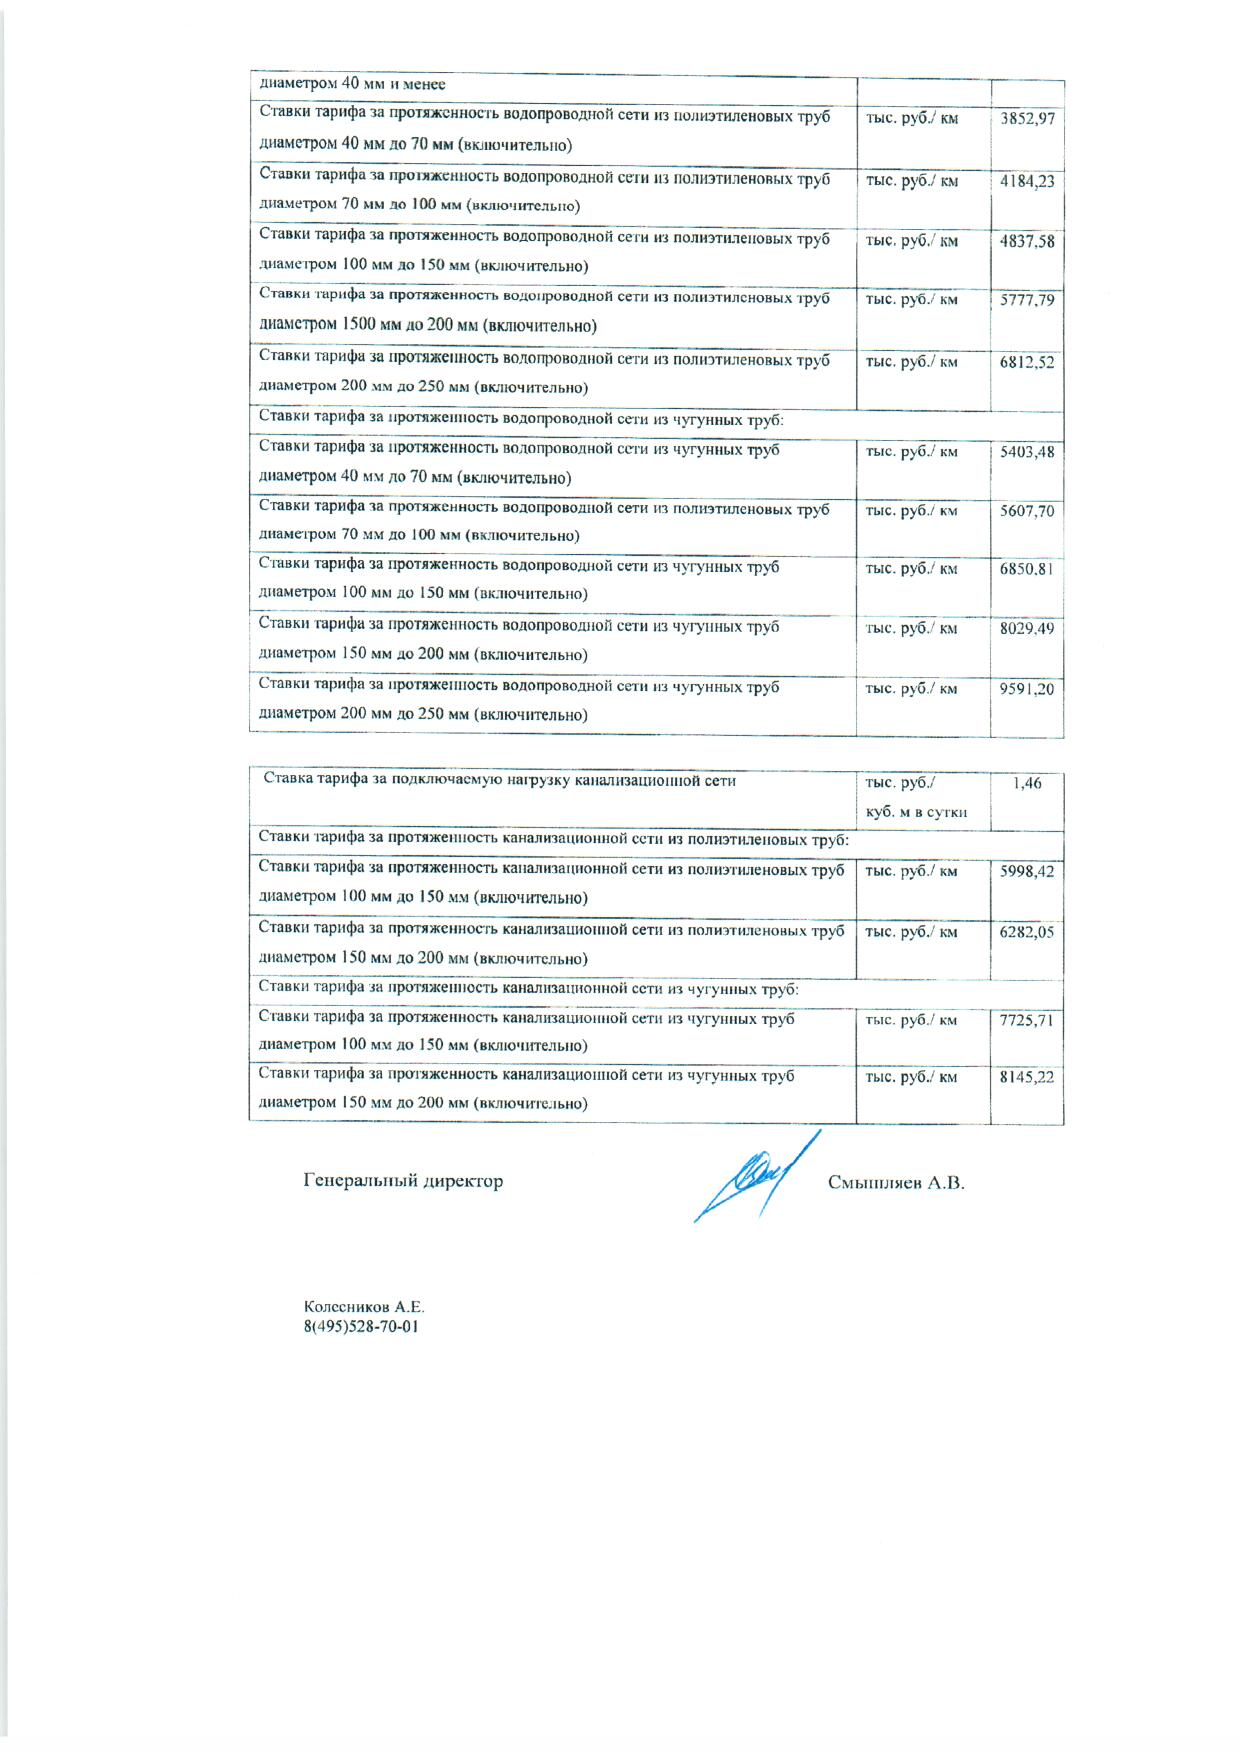 диаметром 40 мм и менее
Ставки тарифа за протяженность водопроводной сети из полиэтиленовых труб тыс. руб./ км 3852,97
диаметром 40 мм до 70 мм (включительно)
Ставки тарифа за протяженность водопроводной сети из полиэтиленовых труб тыс. руб./ км 4184,23
диаметром 70 мм до 100 мм (включительно)
Ставки тарифа за протяженность водопроводной сети из полиэтиленовых труб тыс. руб./ км 4837,58
диаметром 100 мм до 150 мм (включительно)
Ставки тарифа за протяженность водопроводной сети из полиэтиленовых труб тыс. руб./ км 5777,79
диаметром 1500 мм до 200 мм (включительно)
Ставки тарифа за протяженность водопроводной сети из полиэтиленовых труб тыс. руб./ км 6812,52
диаметром 200 мм до 250 мм (включительно)
Ставки тарифа за протяженность водопроводной сети из чугунных труб:
Ставки тарифа за протяженность водопроводной сети из чугунных труб тыс. руб./ км 5403,48
диаметром 40 мм до 70 мм (включительно)
Ставки тарифа за протяженность водопроводной сети из полиэтиленовых труб тыс. руб./ км 5607,70
диаметром 70 мм до 100 мм (включительно)
Ставки тарифа за протяженность водопроводной сети из чугунных труб тыс. руб./ км 6850,81
диаметром 100 мм до 150 мм (включительно)
Ставки тарифа за протяженность водопроводной сети из чугунных труб тыс. руб./ км 8029,49
диаметром 150 мм до 200 мм (включительно)
Ставки тарифа за протяженность водопроводной сети из чугунных труб тыс. руб./ км 9591,20
диаметром 200 мм до 250 мм (включительно)
Ставка тарифа за подключаемую нагрузку канализационной сети тыс. руб./ 1,46
куб. м в сутки
Ставки тарифа за протяженность канализационной сети из полиэтиленовых труб:
Ставки тарифа за протяженность канализационной сети из полиэтиленовых труб тыс. руб./ км 5998,42
диаметром 100 мм до 150 мм (включительно)
Ставки тарифа за протяженность канализационной сети из полиэтиленовых труб тыс. руб./ км 6282,05
диаметром 150 мм до 200 мм (включительно)
Ставки тарифа за протяженность канализационной сети из чугунных труб:
Ставки тарифа за протяженность канализационной сети из чугунных труб тыс. руб./ км 7725,71
диаметром 100 мм до 150 мм (включительно)
Ставки тарифа за протяженность канализационной сети из чугунных труб тыс. руб./ км 8145,22
диаметром 150 мм до 200 мм (включительно)
Генеральный директор Смышляев А.В.
Колесников А.Е.
8(495)528-70-01